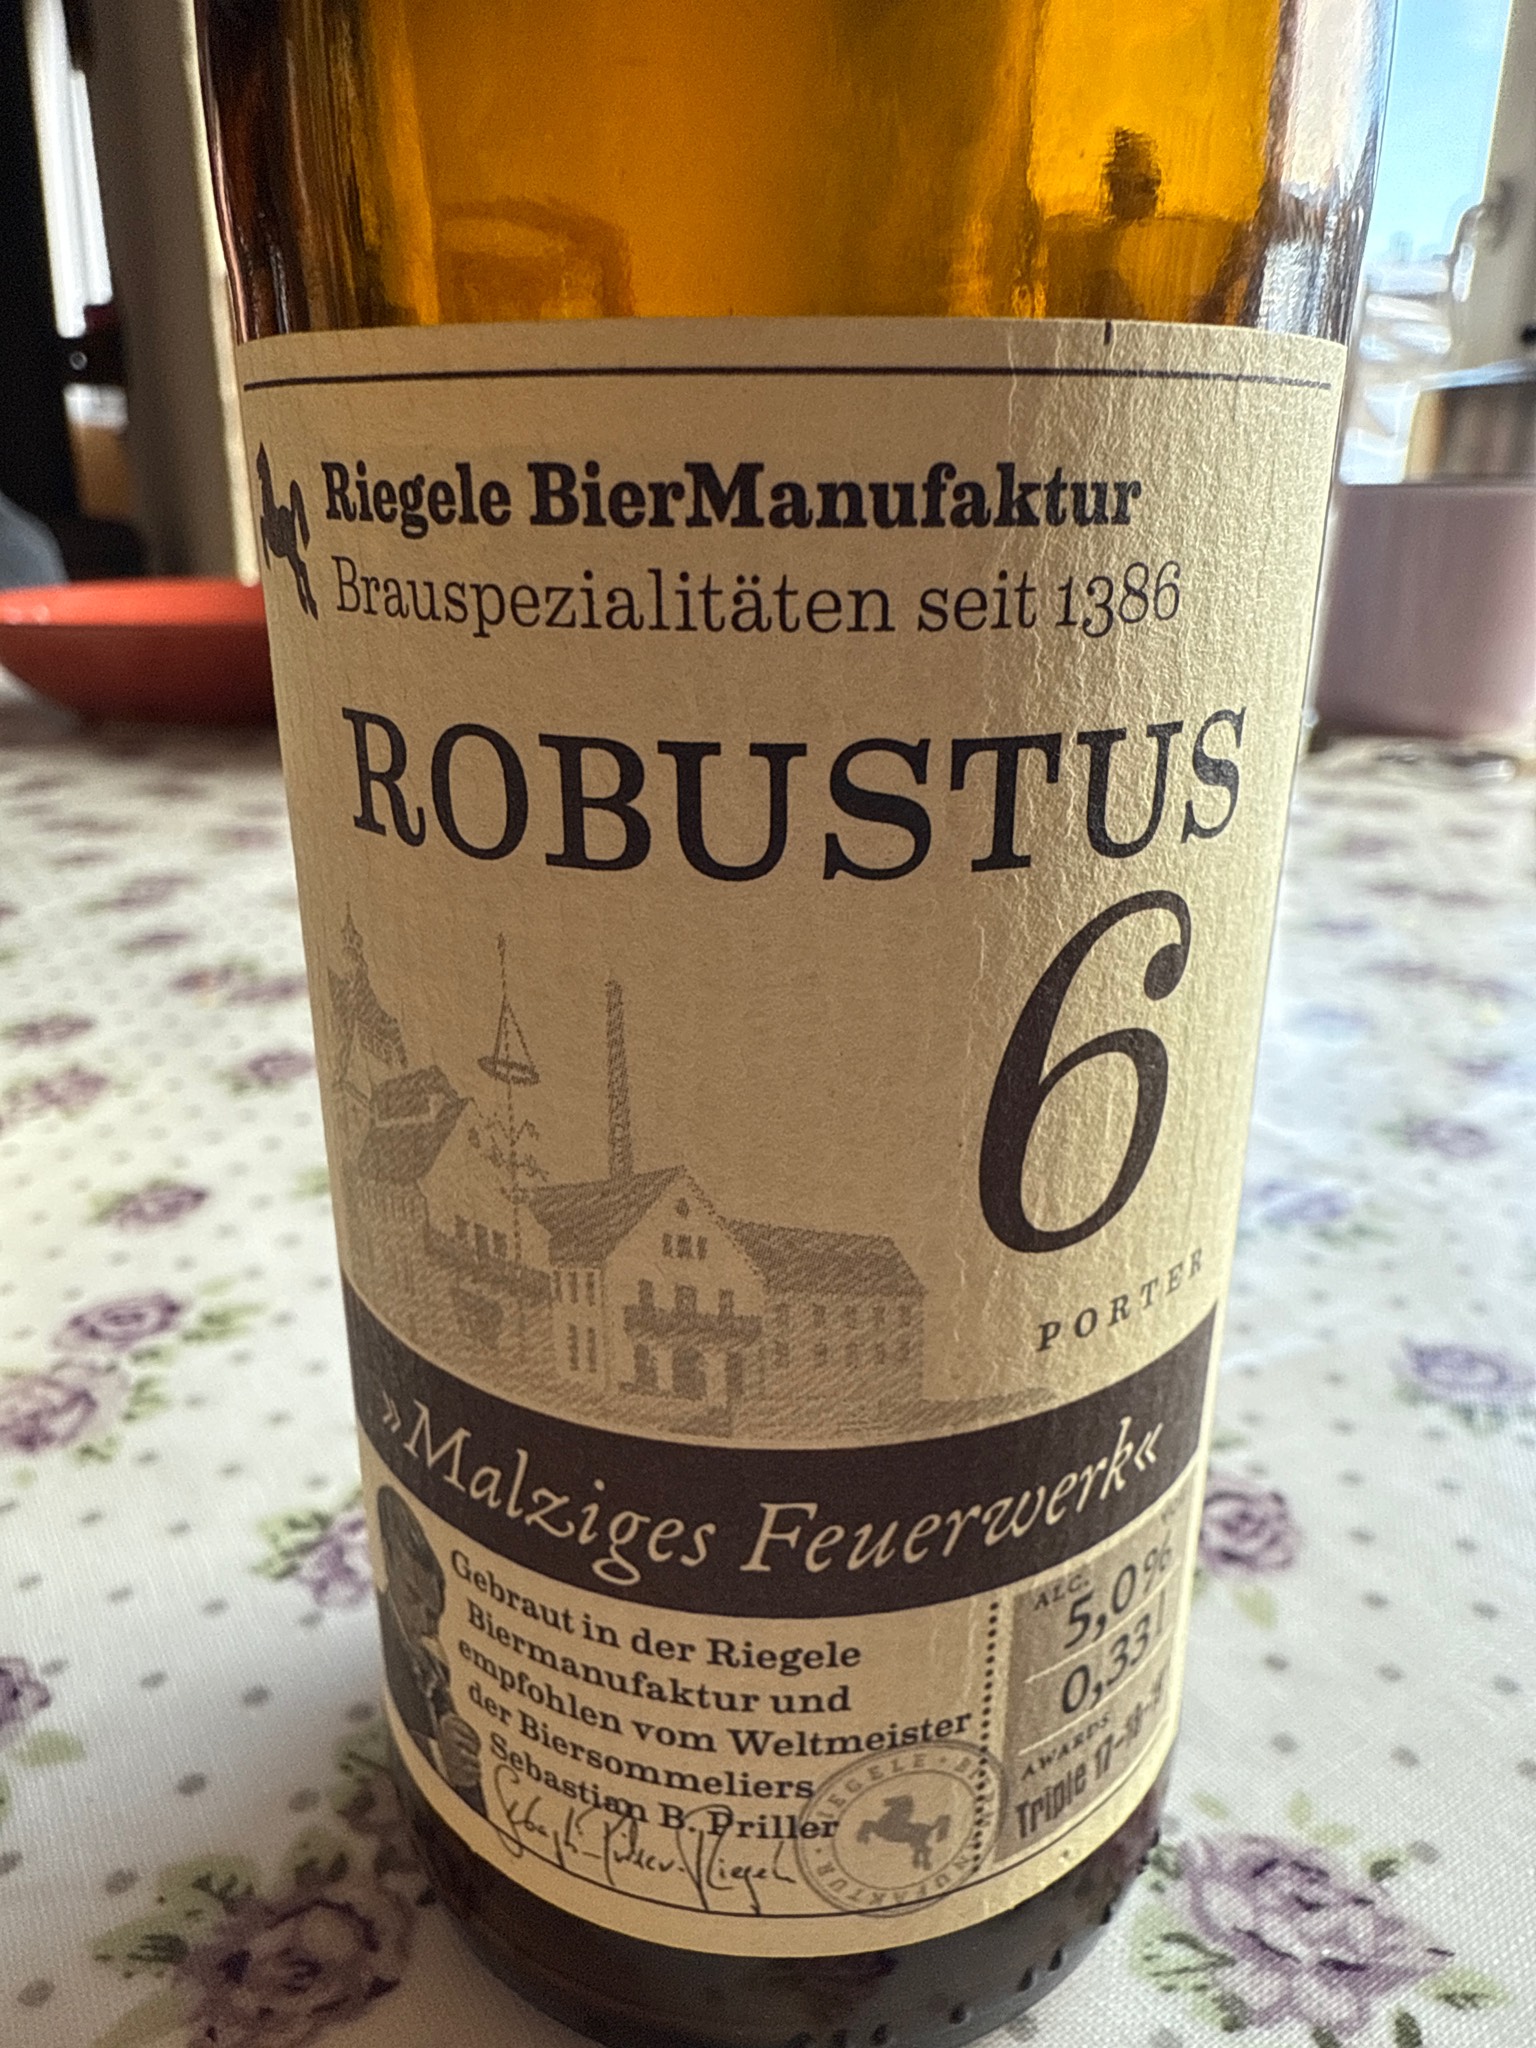 Riegele BierManufaktur
Brauspezialitäten seit 1386
ROBUSTUS
6
PORTER
»Malziges Feuerwerk«
Gebraut in der Riegele
Biermanufaktur und
empfohlen vom Weltmeister
der Biersommeliers
Sebastian B. Priller
ALC.
5,0%
0,33l
AWARDS
Triple